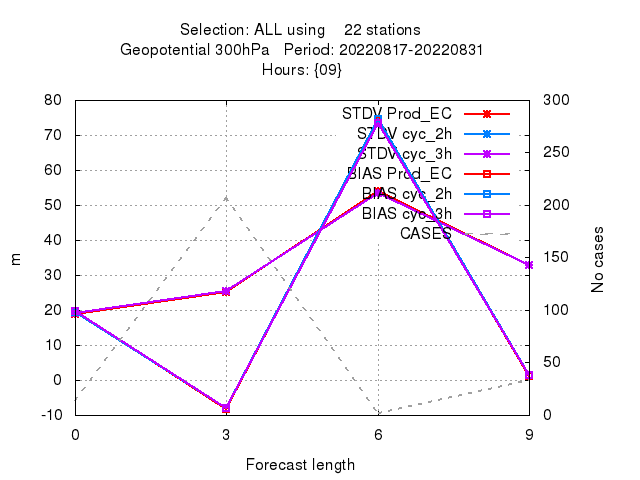 Selection: ALL using 22 stations
Geopotential 300hPa Period: 20220817-20220831
Hours: {09}
80
70
60
50
40
30
20
10
0
-10
m
STDV Prod_EC
STDV cyc_2h
STDV cyc_3h
BIAS Prod_EC
BIAS cyc_2h
BIAS cyc_3h
CASES
300
250
200
150
100
50
0
No cases
0 3 6 9
Forecast length